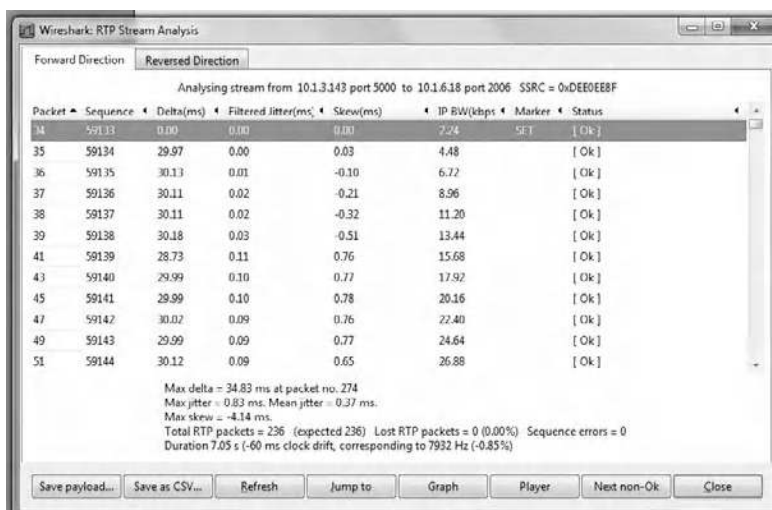 Wireshark: RTP Stream Analysis
Forward Direction Reversed Direction
Analysing stream from 10.1.3.143 port 5000 to 10.1.6.18 port 2006 SSRC = 0xDEE0EE8F
Packet Sequence Delta(ms) Filtered Jitter(ms) Skew(ms) IP BW(kbps Marker Status
34 59133 0.00 0.00 0.00 2.24 SET [ Ok ]
35 59134 29.97 0.00 0.03 4.48 [ Ok ]
36 59135 30.13 0.01 -0.10 6.72 [ Ok ]
37 59136 30.11 0.02 -0.21 8.96 [ Ok ]
38 59137 30.11 0.02 -0.32 11.20 [ Ok ]
39 59138 30.18 0.03 -0.51 13.44 [ Ok ]
41 59139 28.73 0.11 0.76 15.68 [ Ok ]
43 59140 29.99 0.10 0.77 17.92 [ Ok ]
45 59141 29.99 0.10 0.78 20.16 [ Ok ]
47 59142 30.02 0.09 0.76 22.40 [ Ok ]
49 59143 29.99 0.09 0.77 24.64 [ Ok ]
51 59144 30.12 0.09 0.65 26.88 [ Ok ]
Max delta = 34.83 ms at packet no. 274
Max jitter = 0.83 ms. Mean jitter = 0.37 ms.
Max skew = -4.14 ms.
Total RTP packets = 236 (expected 236) Lost RTP packets = 0 (0.00%) Sequence errors = 0
Duration 7.05 s (-60 ms clock drift, corresponding to 7932 Hz (-0.85%)
Save payload... Save as CSV... Refresh Jump to Graph Player Next non-Ok Close